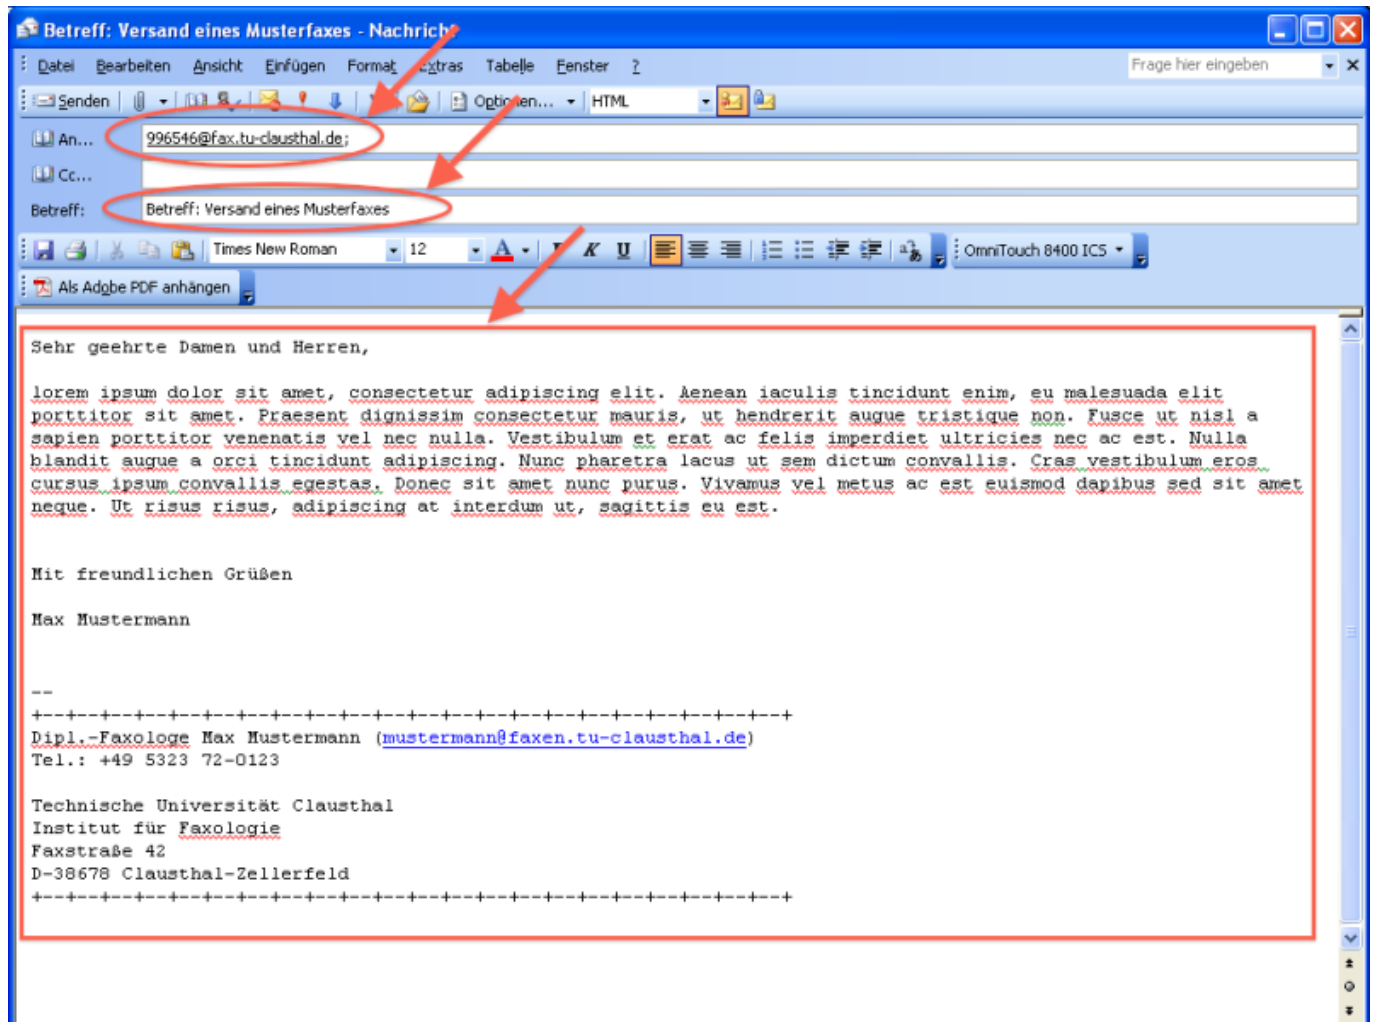 Betreff: Versand eines Musterfaxes - Nachricht
Datei Bearbeiten Ansicht Einfügen Format Extras Tabelle Fenster ? Frage hier eingeben
Senden Optionen... HTML
An... 996546@fax.tu-clausthal.de;
Cc...
Betreff: Betreff: Versand eines Musterfaxes
Times New Roman 12 A K U OmniTouch 8400 ICS
Als Adobe PDF anhängen
Sehr geehrte Damen und Herren,
lorem ipsum dolor sit amet, consectetur adipiscing elit. Aenean iaculis tincidunt enim, eu malesuada elit
porttitor sit amet. Praesent dignissim consectetur mauris, ut hendrerit augue tristique non. Fusce ut nisl a
sapien porttitor venenatis vel nec nulla. Vestibulum et erat ac felis imperdiet ultricies nec ac est. Nulla
blandit augue a orci tincidunt adipiscing. Nunc pharetra lacus ut sem dictum convallis. Cras vestibulum eros
cursus ipsum convallis egestas. Donec sit amet nunc purus. Vivamus vel metus ac est euismod dapibus sed sit amet
neque. Ut risus risus, adipiscing at interdum ut, sagittis eu est.
Mit freundlichen Grüßen
Max Mustermann
--
+--+--+--+--+--+--+--+--+--+--+--+--+--+--+--+--+--+--+--+--+--+--+
Dipl.-Faxologe Max Mustermann (mustermann@faxen.tu-clausthal.de)
Tel.: +49 5323 72-0123
Technische Universität Clausthal
Institut für Faxologie
Faxstraße 42
D-38678 Clausthal-Zellerfeld
+--+--+--+--+--+--+--+--+--+--+--+--+--+--+--+--+--+--+--+--+--+--+